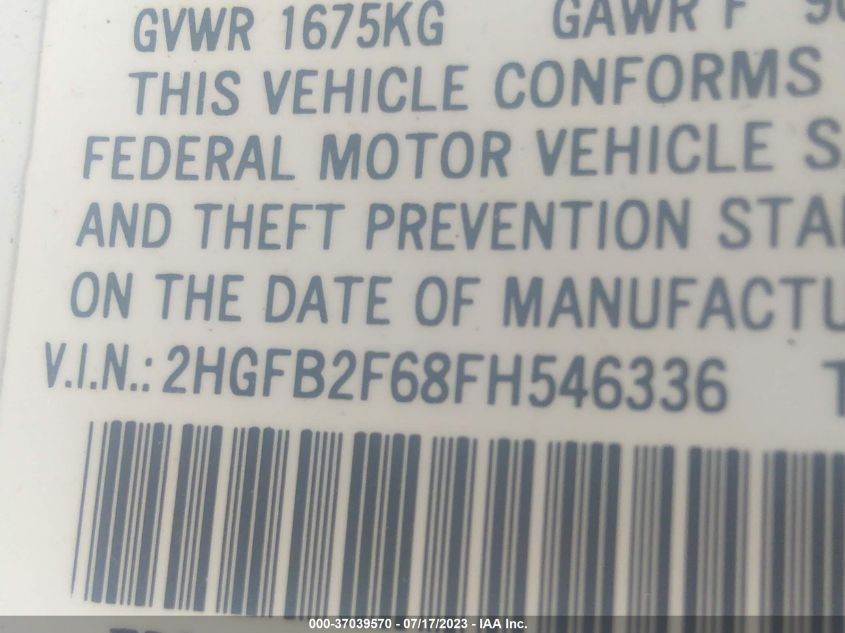 GVWR 1675KG GAWR F
THIS VEHICLE CONFORMS
FEDERAL MOTOR VEHICLE S
AND THEFT PREVENTION STA
ON THE DATE OF MANUFACTU
V.I.N.: 2HGFB2F68FH546336 T
000-37039570 - 07/17/2023 - IAA Inc.